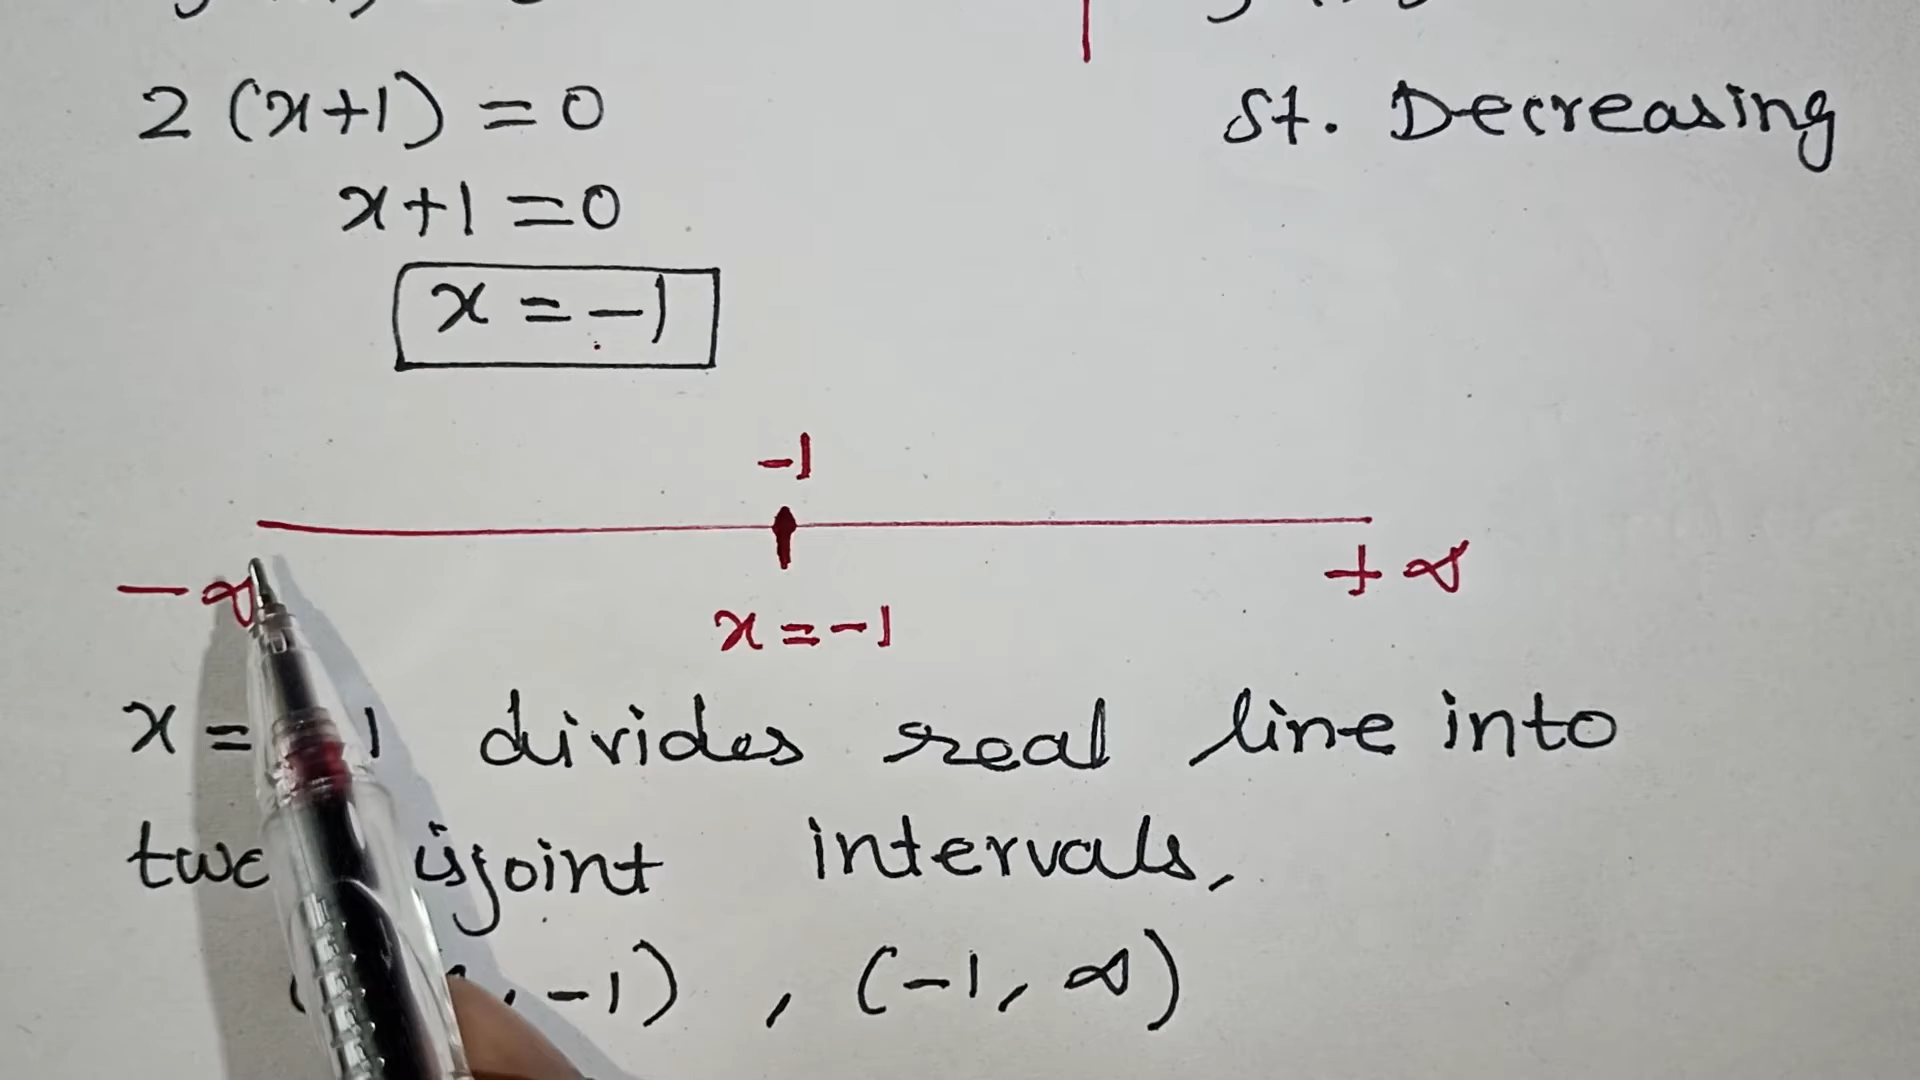 2 (x+1) = 0
St. Decreasing
x+1 = 0
x = -1
-1
- ∞
+ ∞
x = -1
x = 1 divides real line into
two isjoint intervals,
, -1) , (-1, ∞)